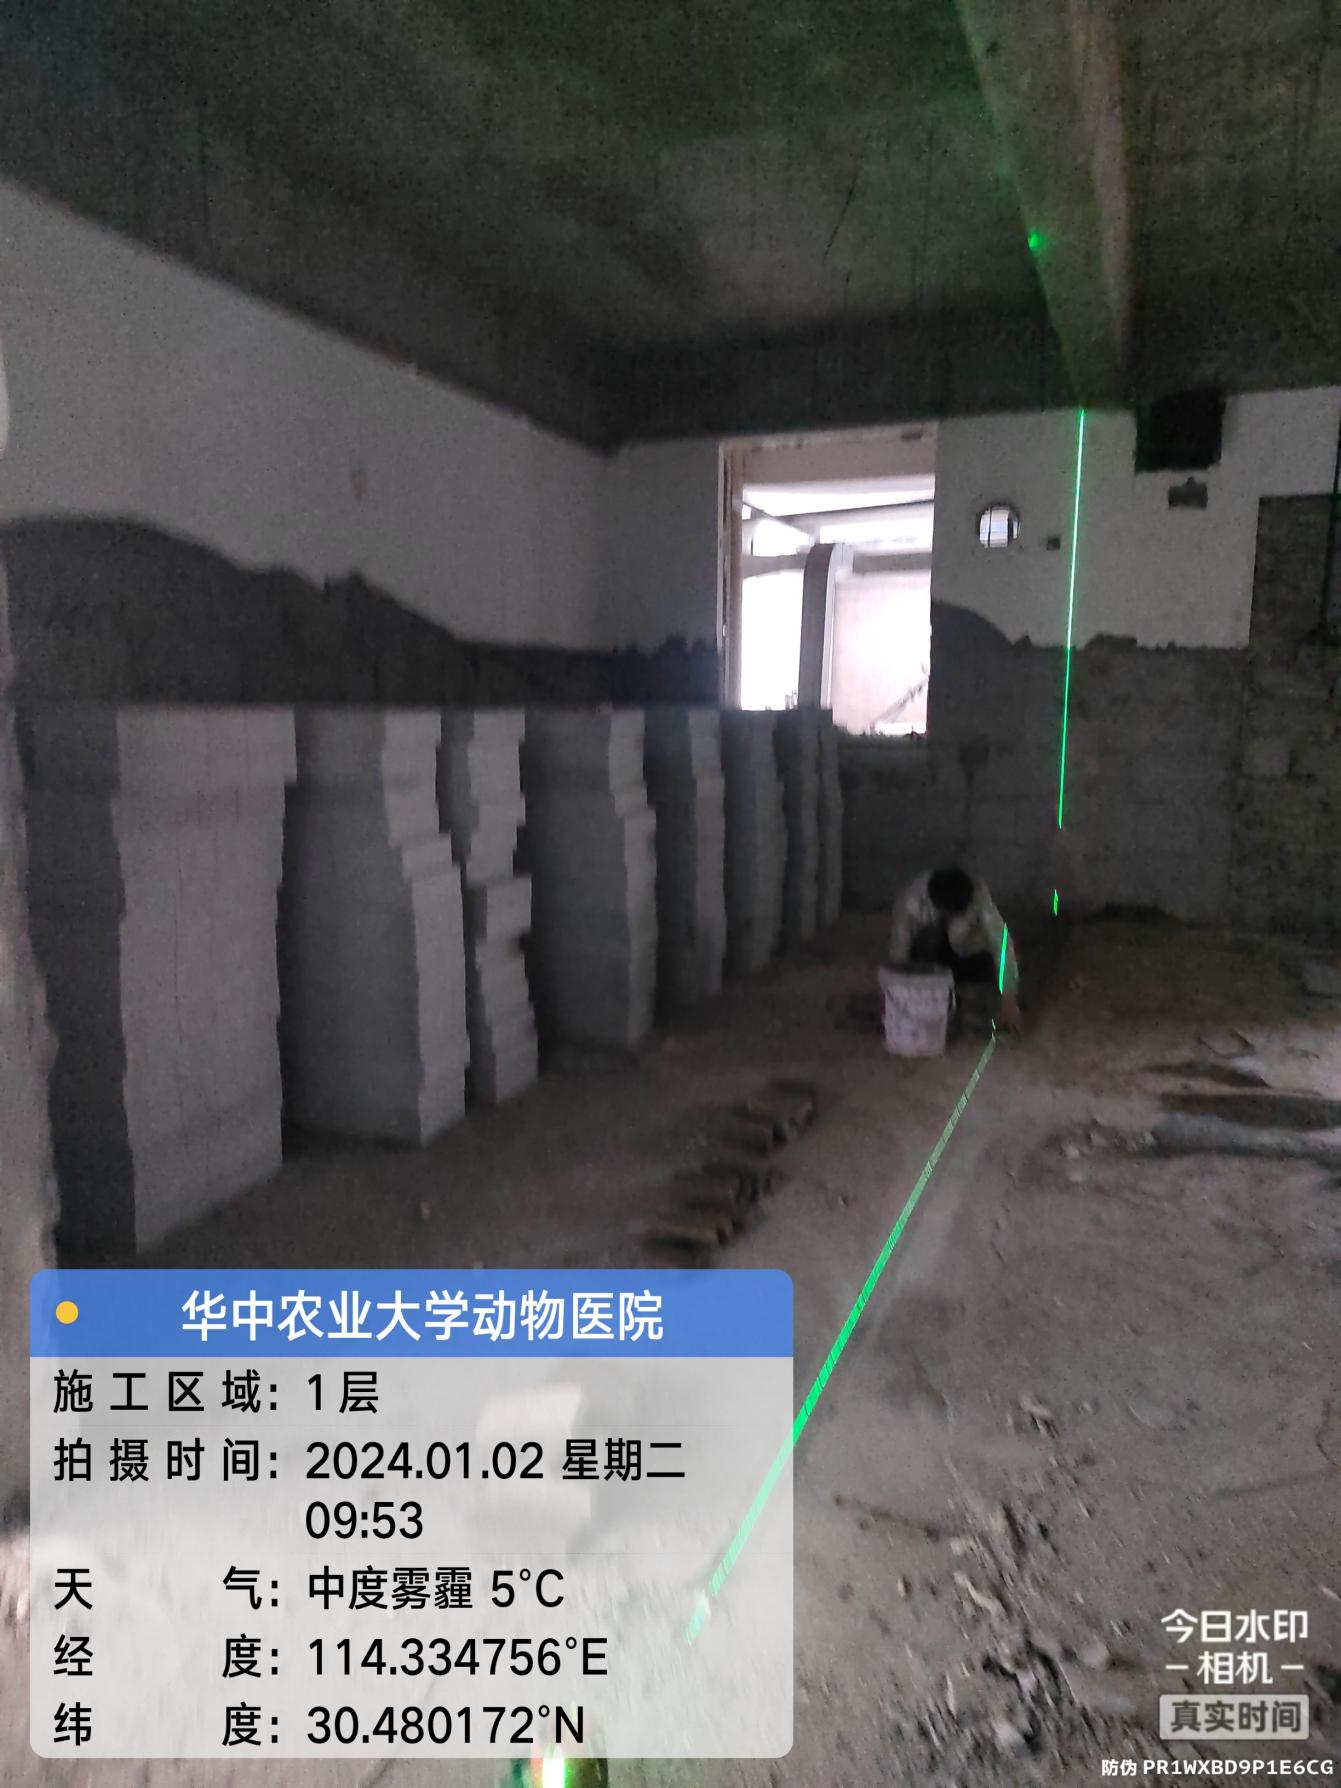 华中农业大学动物医院
施工区域：1层
拍摄时间：2024.01.02 星期二
09:53
天气：中度雾霾 5°C
经度：114.334756°E
纬度：30.480172°N
今日水印
相机
真实时间
防伪 PR1WXBD9P1E6CG